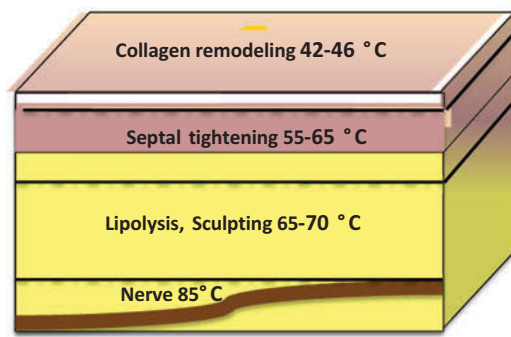 Collagen remodeling 42-46 °C
Septal tightening 55-65 °C
Lipolysis, Sculpting 65-70 °C
Nerve 85°C